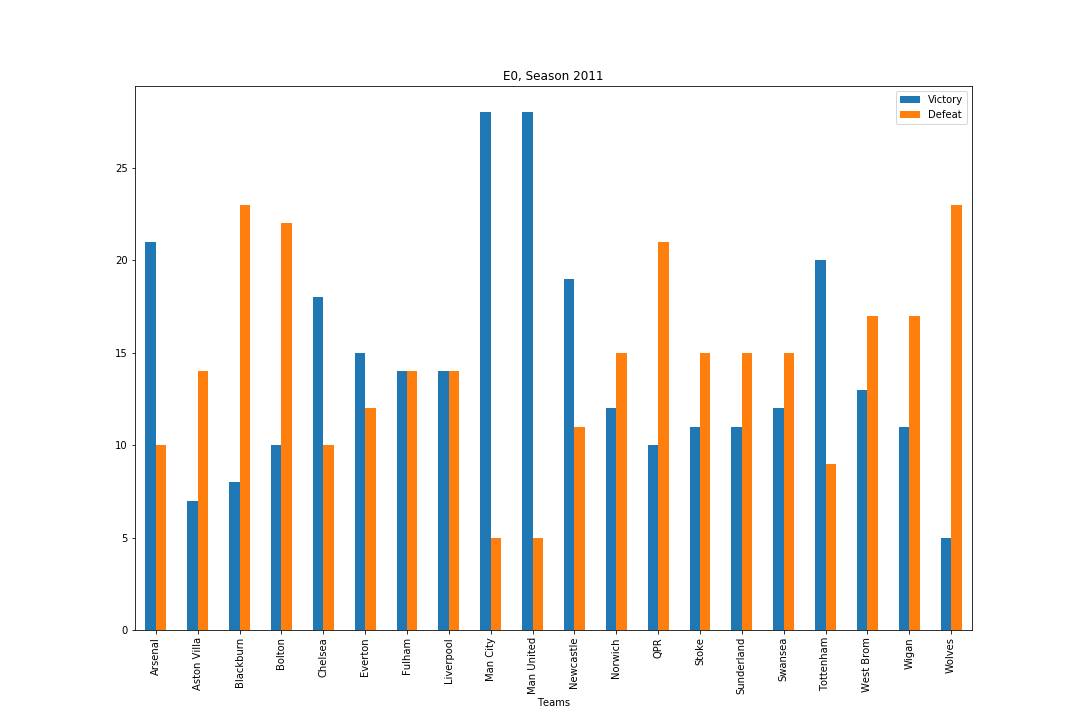 E0, Season 2011
Victory
Defeat
25
20
15
10
5
0
Arsenal
Aston Villa
Blackburn
Bolton
Chelsea
Everton
Fulham
Liverpool
Man City
Man United
Newcastle
Norwich
QPR
Stoke
Sunderland
Swansea
Tottenham
West Brom
Wigan
Wolves
Teams